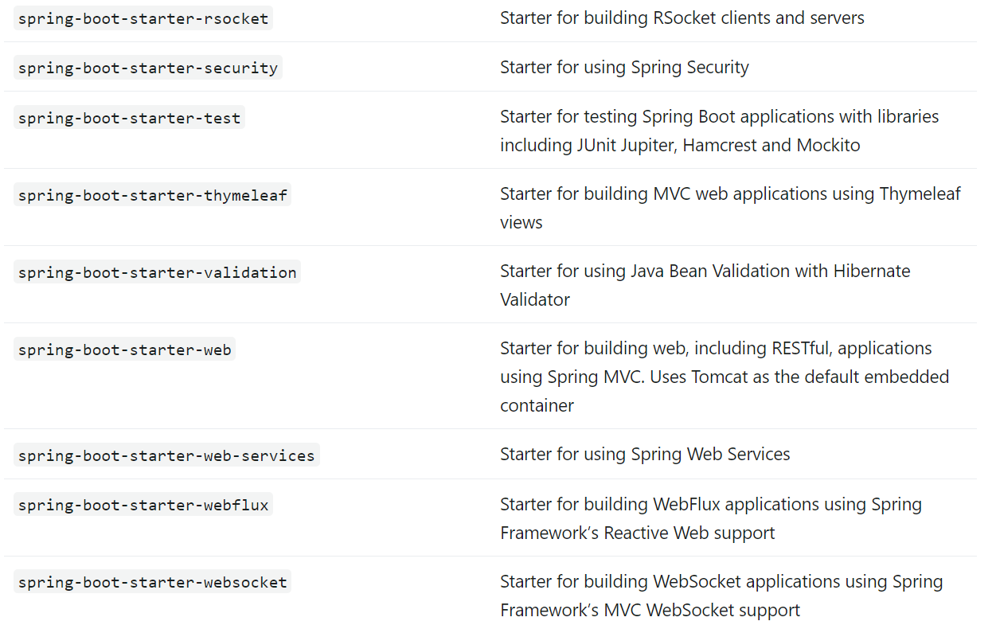 spring-boot-starter-rsocket
Starter for building RSocket clients and servers
spring-boot-starter-security
Starter for using Spring Security
spring-boot-starter-test
Starter for testing Spring Boot applications with libraries
including JUnit Jupiter, Hamcrest and Mockito
spring-boot-starter-thymeleaf
Starter for building MVC web applications using Thymeleaf
views
spring-boot-starter-validation
Starter for using Java Bean Validation with Hibernate
Validator
spring-boot-starter-web
Starter for building web, including RESTful, applications
using Spring MVC. Uses Tomcat as the default embedded
container
spring-boot-starter-web-services
Starter for using Spring Web Services
spring-boot-starter-webflux
Starter for building WebFlux applications using Spring
Framework’s Reactive Web support
spring-boot-starter-websocket
Starter for building WebSocket applications using Spring
Framework’s MVC WebSocket support